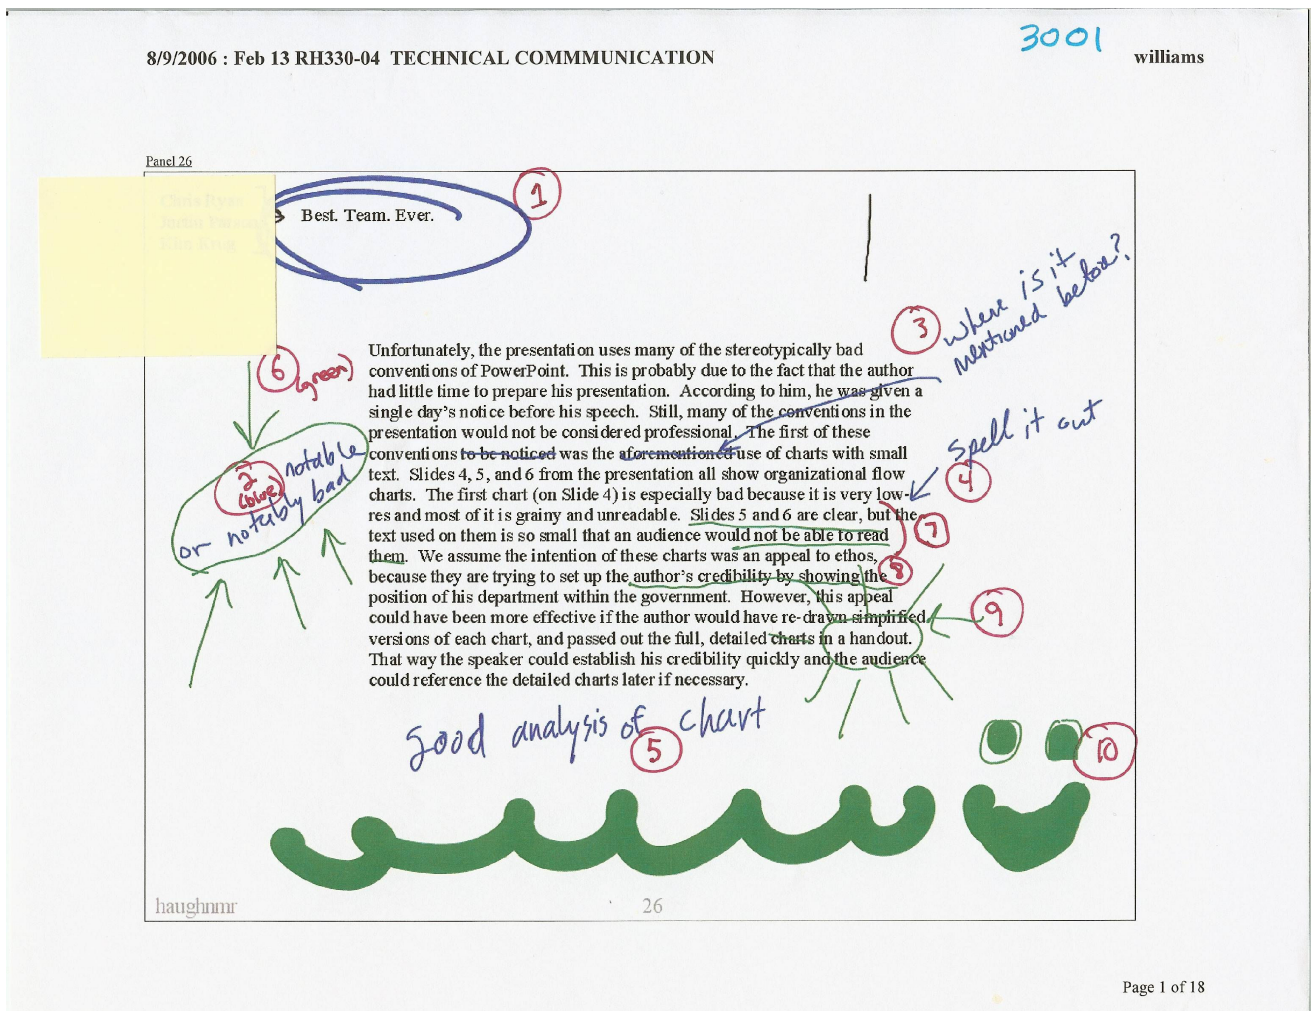 3001
8/9/2006 : Feb 13 RH330-04 TECHNICAL COMMMUNICATION
williams
Panel 26
1
Best. Team. Ever.
where is it
mentioned before?
3
Unfortunately, the presentation uses many of the stereotypically bad
conventions of PowerPoint. This is probably due to the fact that the author
had little time to prepare his presentation. According to him, he was given a
single day's notice before his speech. Still, many of the conventions in the
presentation would not be considered professional. The first of these
conventions to be noticed was the aforementioned use of charts with small
text. Slides 4, 5, and 6 from the presentation all show organizational flow
charts. The first chart (on Slide 4) is especially bad because it is very low-
res and most of it is grainy and unreadable. Slides 5 and 6 are clear, but the
text used on them is so small that an audience would not be able to read
them. We assume the intention of these charts was an appeal to ethos,
because they are trying to set up the author's credibility by showing the
position of his department within the government. However, this appeal
could have been more effective if the author would have re-drawn simplified
versions of each chart, and passed out the full, detailed charts in a handout.
That way the speaker could establish his credibility quickly and the audience
could reference the detailed charts later if necessary.
6
(green)
2
(blue)
notable
or notably bad
spell it out
4
7
8
9
good analysis of chart
5
10
haughnmr
26
Page 1 of 18